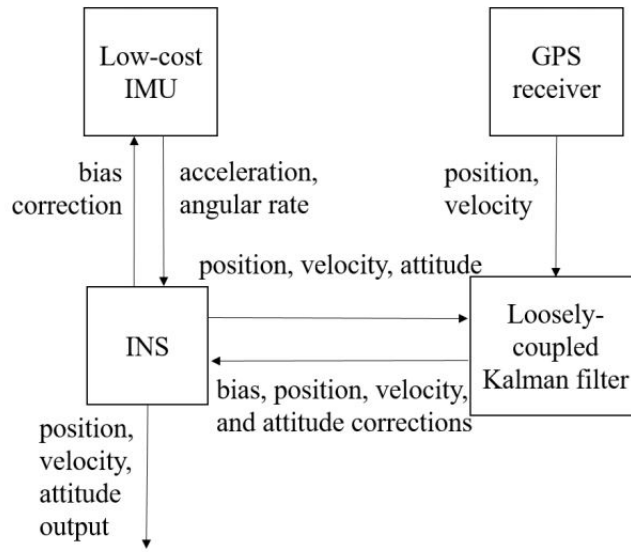 Low-cost
IMU
GPS
receiver
bias
correction
acceleration,
angular rate
position,
velocity
position, velocity, attitude
INS
Loosely-
coupled
Kalman filter
bias, position, velocity,
and attitude corrections
position,
velocity,
attitude
output